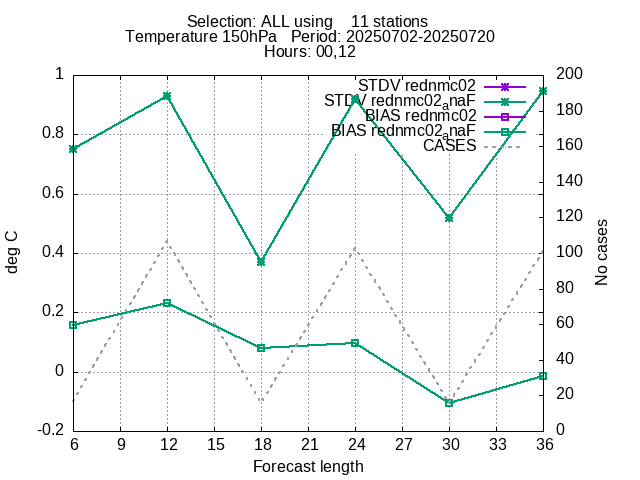 Selection: ALL using    11 stations
Temperature 150hPa   Period: 20250702-20250720
Hours: 00,12
STDV rednmc02
STDV rednmc02anaF
BIAS rednmc02
BIAS rednmc02anaF
CASES
deg C
1
0.8
0.6
0.4
0.2
0
-0.2
200
180
160
140
120
100
80
60
40
20
0
No cases
6 9 12 15 18 21 24 27 30 33 36
Forecast length